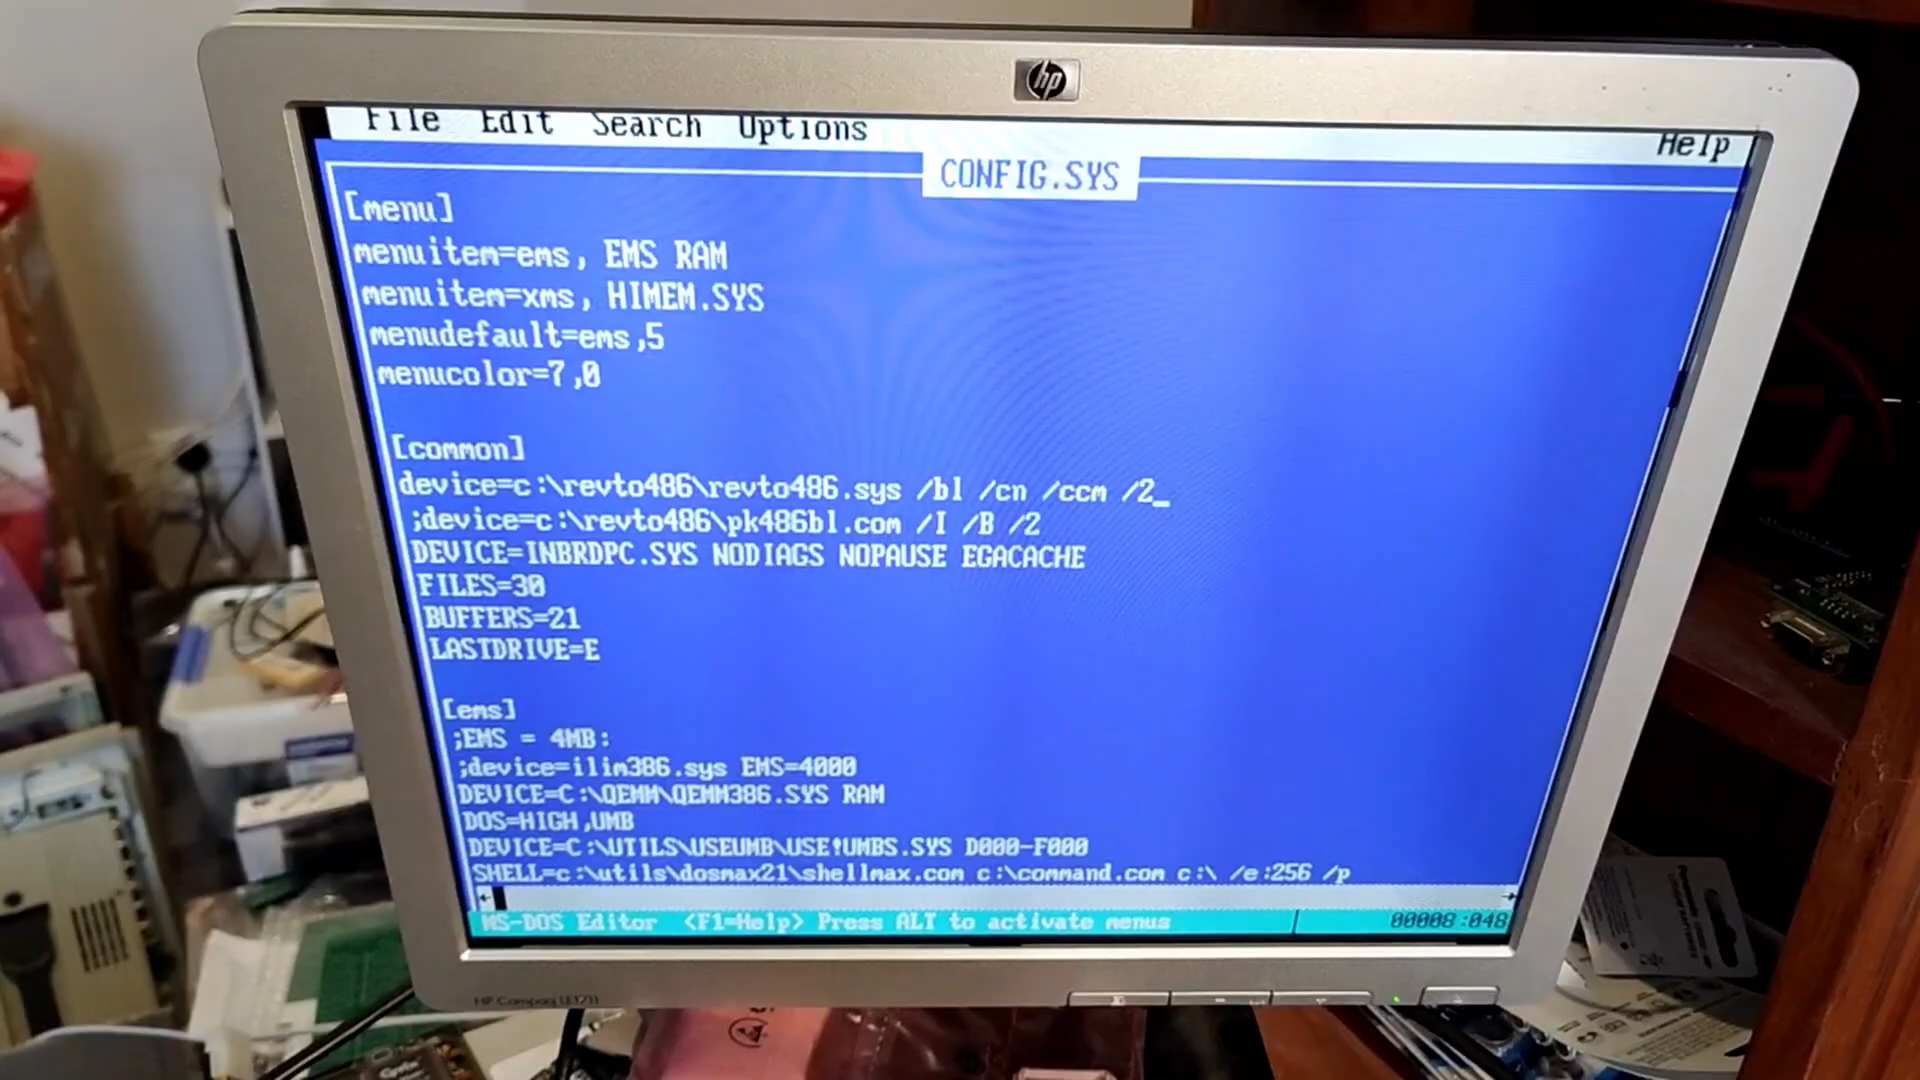 hp
File Edit Search Options Help
CONFIG.SYS
[menu]
menuitem=ems, EMS RAM
menuitem=xms, HIMEM.SYS
menudefault=ems,5
menucolor=7,0
[common]
device=c:\revto486\revto486.sys /bl /cn /ccm /2_
;device=c:\revto486\pk486bl.com /I /B /2
DEVICE=INBRDPC.SYS NODIAGS NOPAUSE EGACACHE
FILES=30
BUFFERS=21
LASTDRIVE=E
[ems]
;EMS = 4MB:
;device=ilim386.sys EMS=4000
DEVICE=C:\QEMM\QEMM386.SYS RAM
DOS=HIGH,UMB
DEVICE=C:\UTILS\USEUMB\USE!UMBS.SYS D000-F000
SHELL=c:\utils\dosmax21\shellmax.com c:\command.com c:\ /e:256 /p
MS-DOS Editor <F1=Help> Press ALT to activate menus 00008:048
HP Compaq LE1711